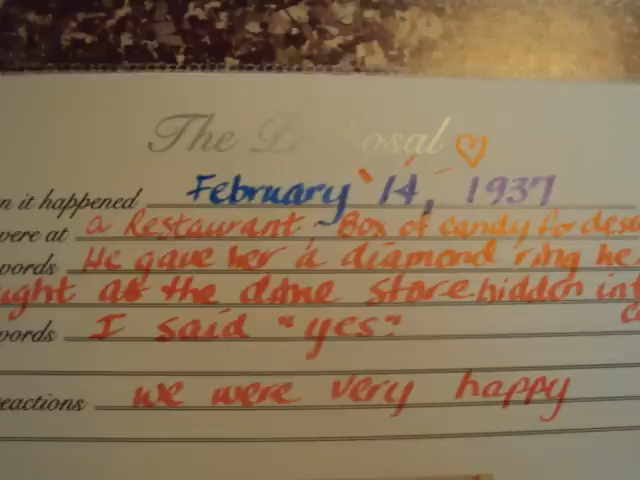 The Proposal
n it happened February 14, 1937
were at a Restaurant - Box of candy for dess
words He gave her a diamond ring he
ught at the dime store.hidden int
words I said "yes"
eactions we were very happy